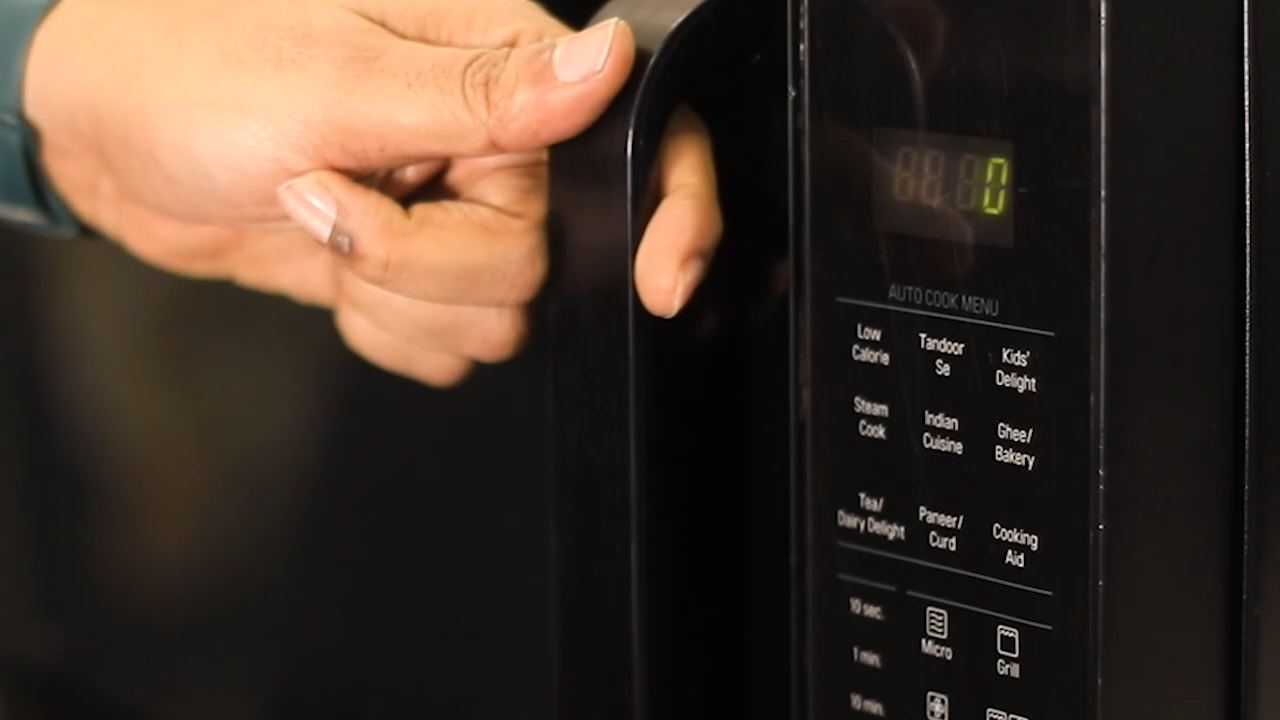 0
AUTO COOK MENU
Low Calorie
Tandoor Se
Kids' Delight
Steam Cook
Indian Cuisine
Ghee/ Bakery
Tea/ Dairy Delight
Paneer/ Curd
Cooking Aid
10 sec.
Micro
Grill
1 min.
10 min.